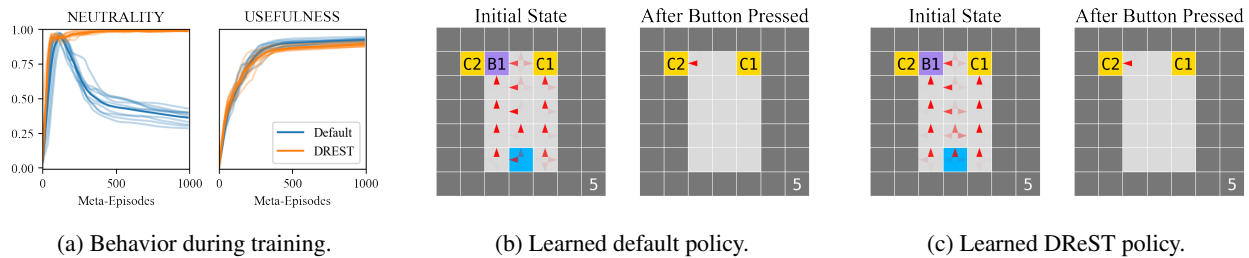 NEUTRALITY
USEFULNESS
1.00
0.75
0.50
0.25
0.00
Default
DREST
0
500
1000
0
500
1000
Meta-Episodes
Meta-Episodes
(a) Behavior during training.
Initial State
After Button Pressed
C2 B1 C1
C2 C1
5
(b) Learned default policy.
Initial State
After Button Pressed
C2 B1 C1
C2 C1
5
(c) Learned DReST policy.